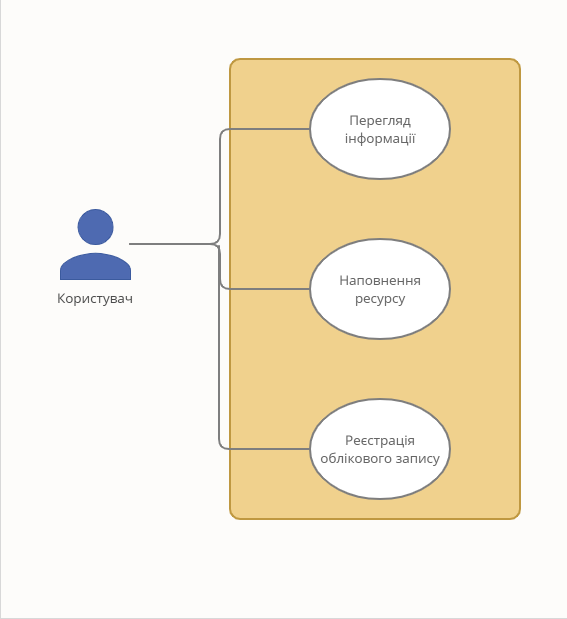 Перегляд
інформації
Наповнення
ресурсу
Користувач
Реєстрація
облікового запису